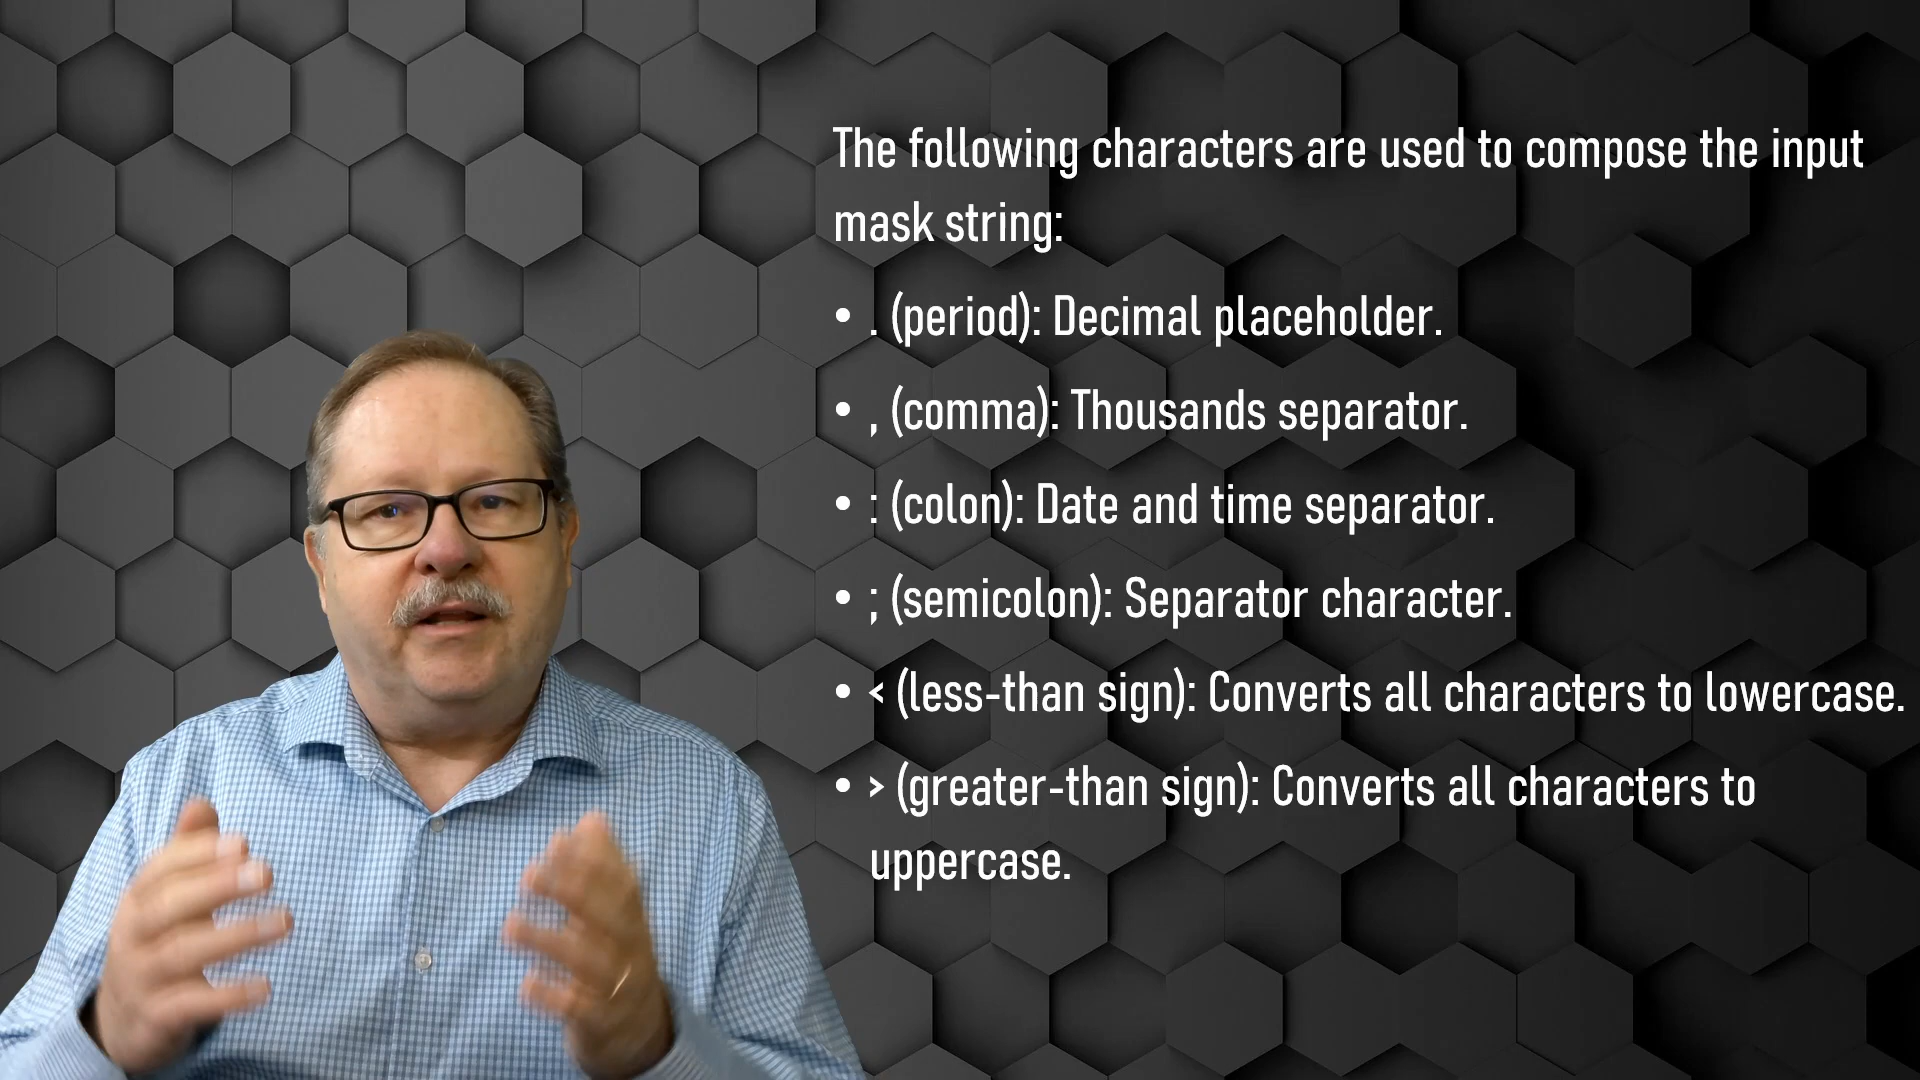 The following characters are used to compose the input
mask string:
• . (period): Decimal placeholder.
• , (comma): Thousands separator.
• : (colon): Date and time separator.
• ; (semicolon): Separator character.
• < (less-than sign): Converts all characters to lowercase.
• > (greater-than sign): Converts all characters to
uppercase.